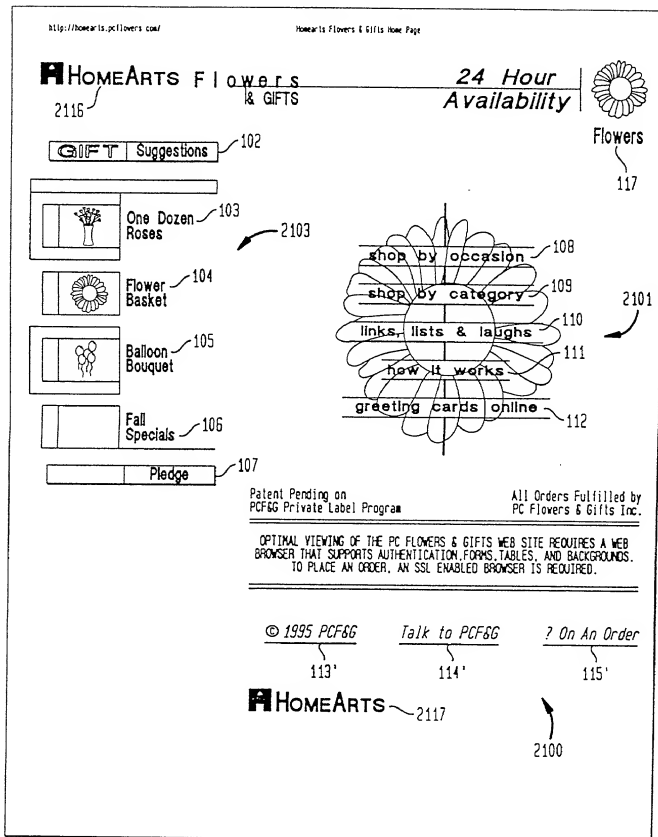 http://homearts.pcflowers com/ Homearts Flowers & Gifts Home Page
HOMEARTS Flowers
& GIFTS
24 Hour
Availability
2116
Flowers
117
GIFT Suggestions
102
One Dozen
Roses
103
2103
Flower
Basket
104
Balloon
Bouquet
105
Fall
Specials
106
Pledge
107
shop by occasion
108
shop by category
109
2101
links, lists & laughs
110
how it works
111
greeting cards online
112
Patent Pending on
PCF&G Private Label Program
All Orders Fulfilled by
PC Flowers & Gifts Inc.
OPTIMAL VIEWING OF THE PC FLOWERS & GIFTS WEB SITE REQUIRES A WEB
BROWSER THAT SUPPORTS AUTHENTICATION,FORMS,TABLES, AND BACKGROUNDS.
TO PLACE AN ORDER, AN SSL ENABLED BROWSER IS REQUIRED.
© 1995 PCF&G Talk to PCF&G ? On An Order
113' 114' 115'
HOMEARTS 2117
2100